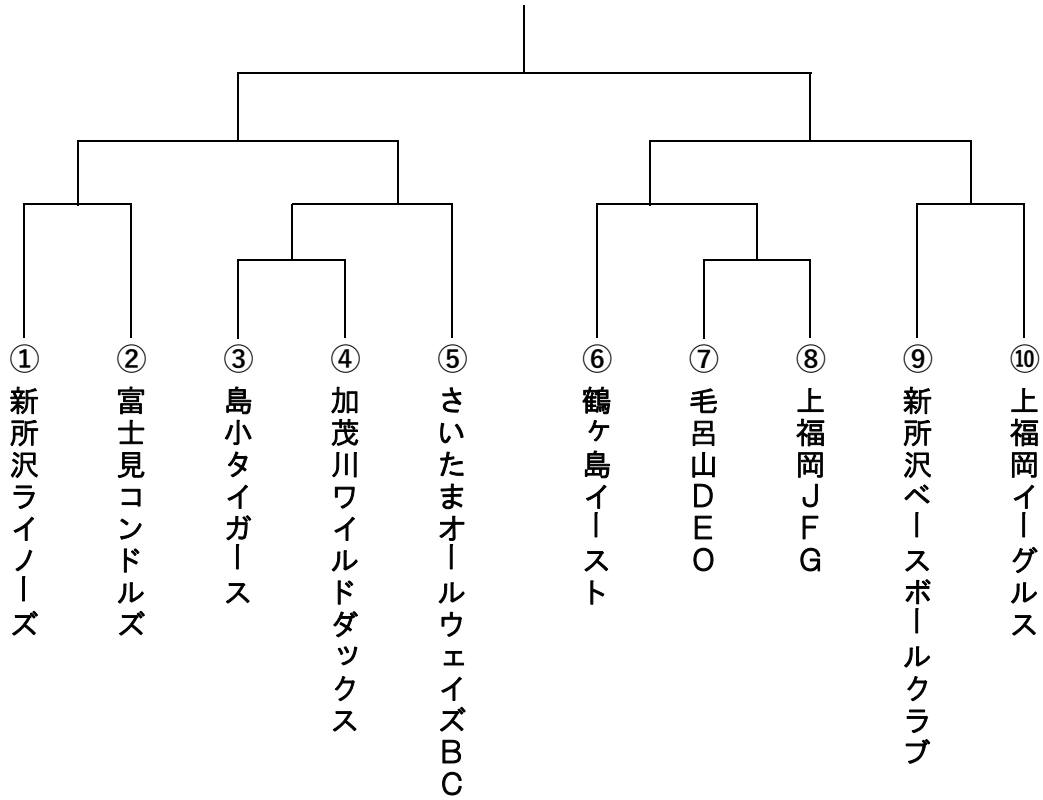 ①新所沢ライノーズ
②富士見コンドルズ
③島小タイガース
④加茂川ワイルドダックス
⑤さいたまオールウェイズＢＣ
⑥鶴ヶ島イースト
⑦毛呂山ＤＥＯ
⑧上福岡ＪＦＧ
⑨新所沢ベースボールクラブ
⑩上福岡イーグルス